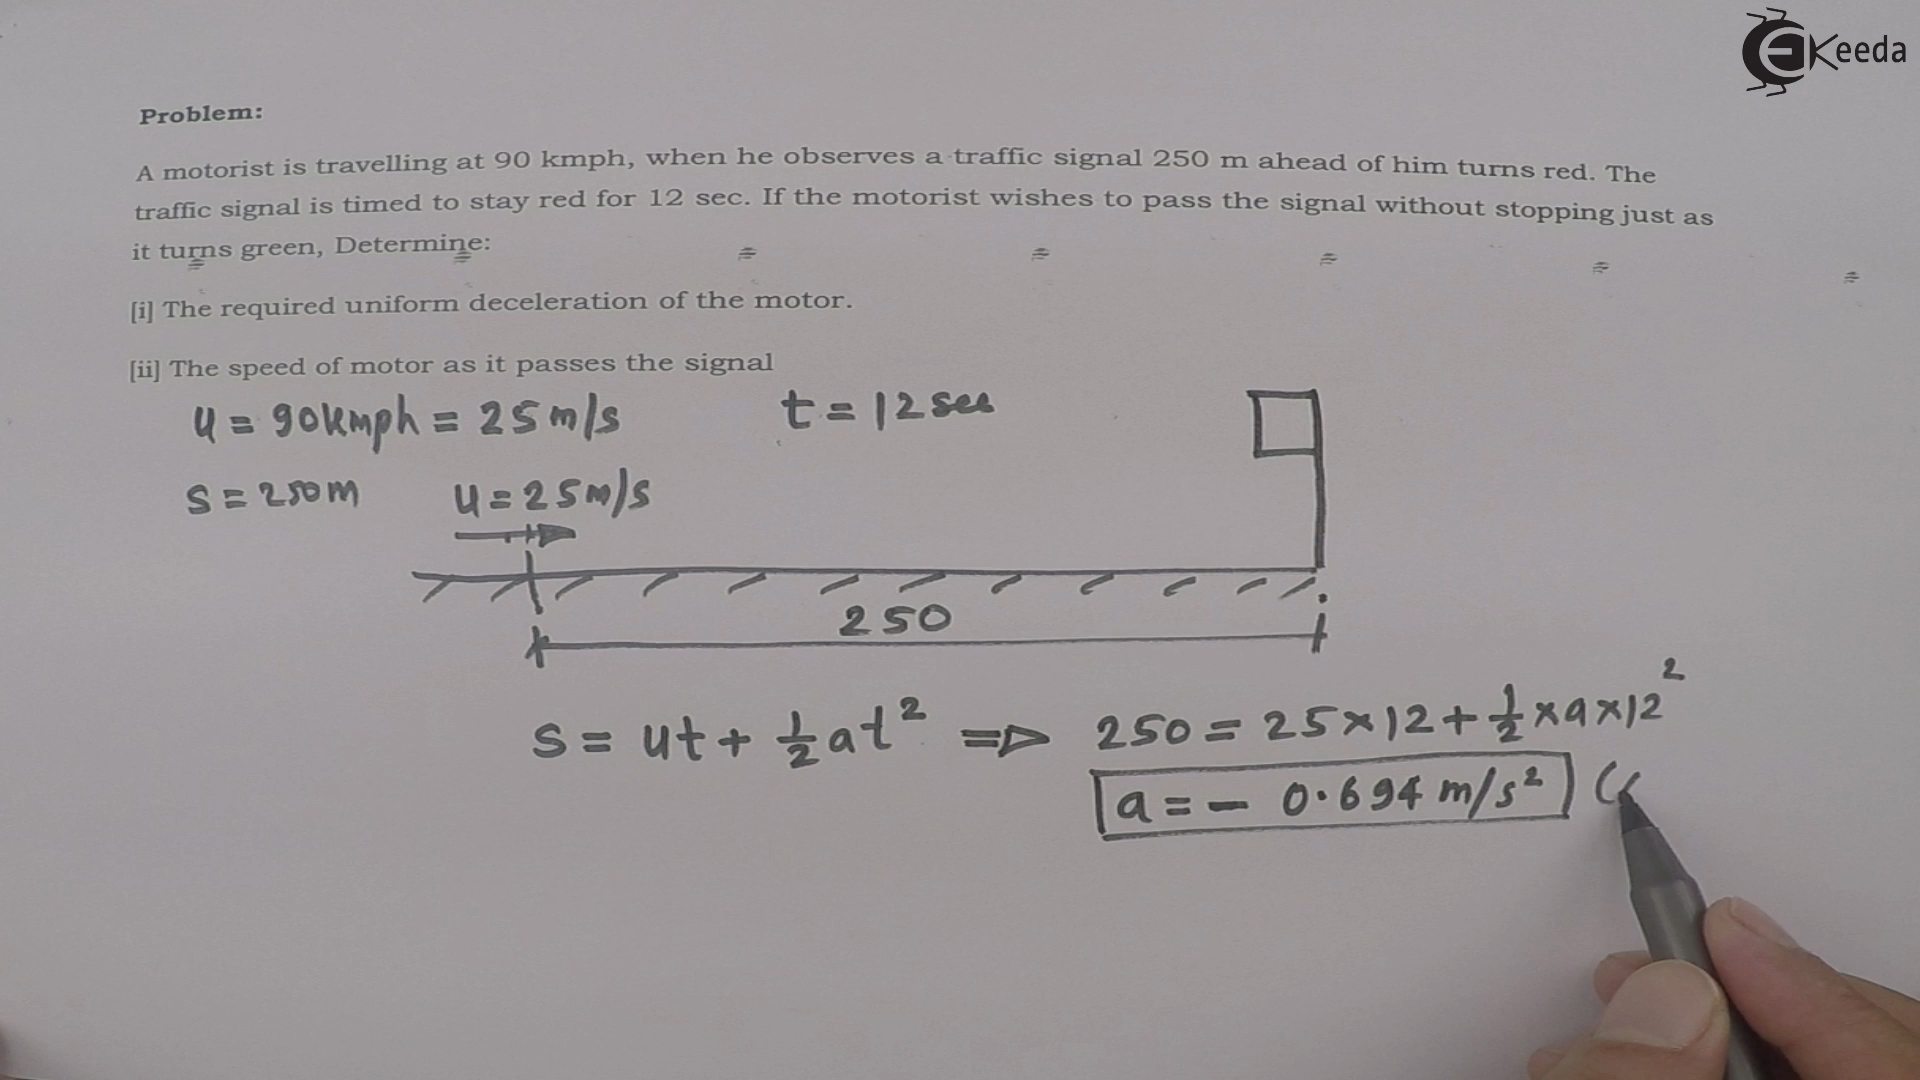 Keeda
Problem:
A motorist is travelling at 90 kmph, when he observes a traffic signal 250 m ahead of him turns red. The
traffic signal is timed to stay red for 12 sec. If the motorist wishes to pass the signal without stopping just as
it turns green, Determine:
[i] The required uniform deceleration of the motor.
[ii] The speed of motor as it passes the signal
u = 90kmph = 25 m/s t = 12 sec
s = 250m u = 25 m/s
250
s = ut + ½at² ⇒ 250 = 25 × 12 + ½ × a × 12²
a = - 0.694 m/s² (